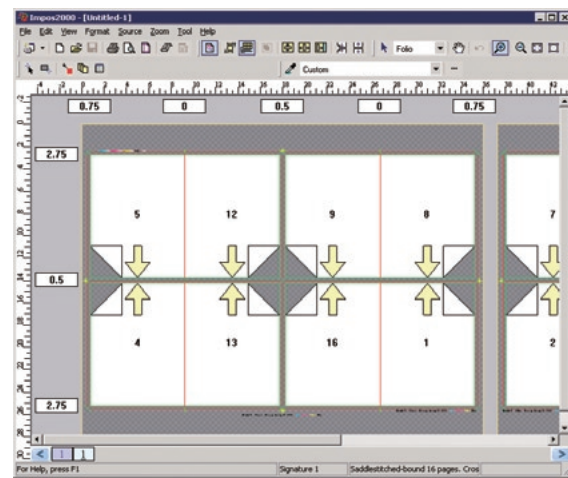 Impos2000 - [Untitled-1]
File Edit View Format Source Zoom Tool Help
Folio
Custom
0.75 0 0.5 0 0.75
2.75
5 12 9 8 7
0.5
4 13 16 1 2
2.75
1 1
For Help, press F1 Signature 1 Saddlestitched-bound 16 pages. Cros